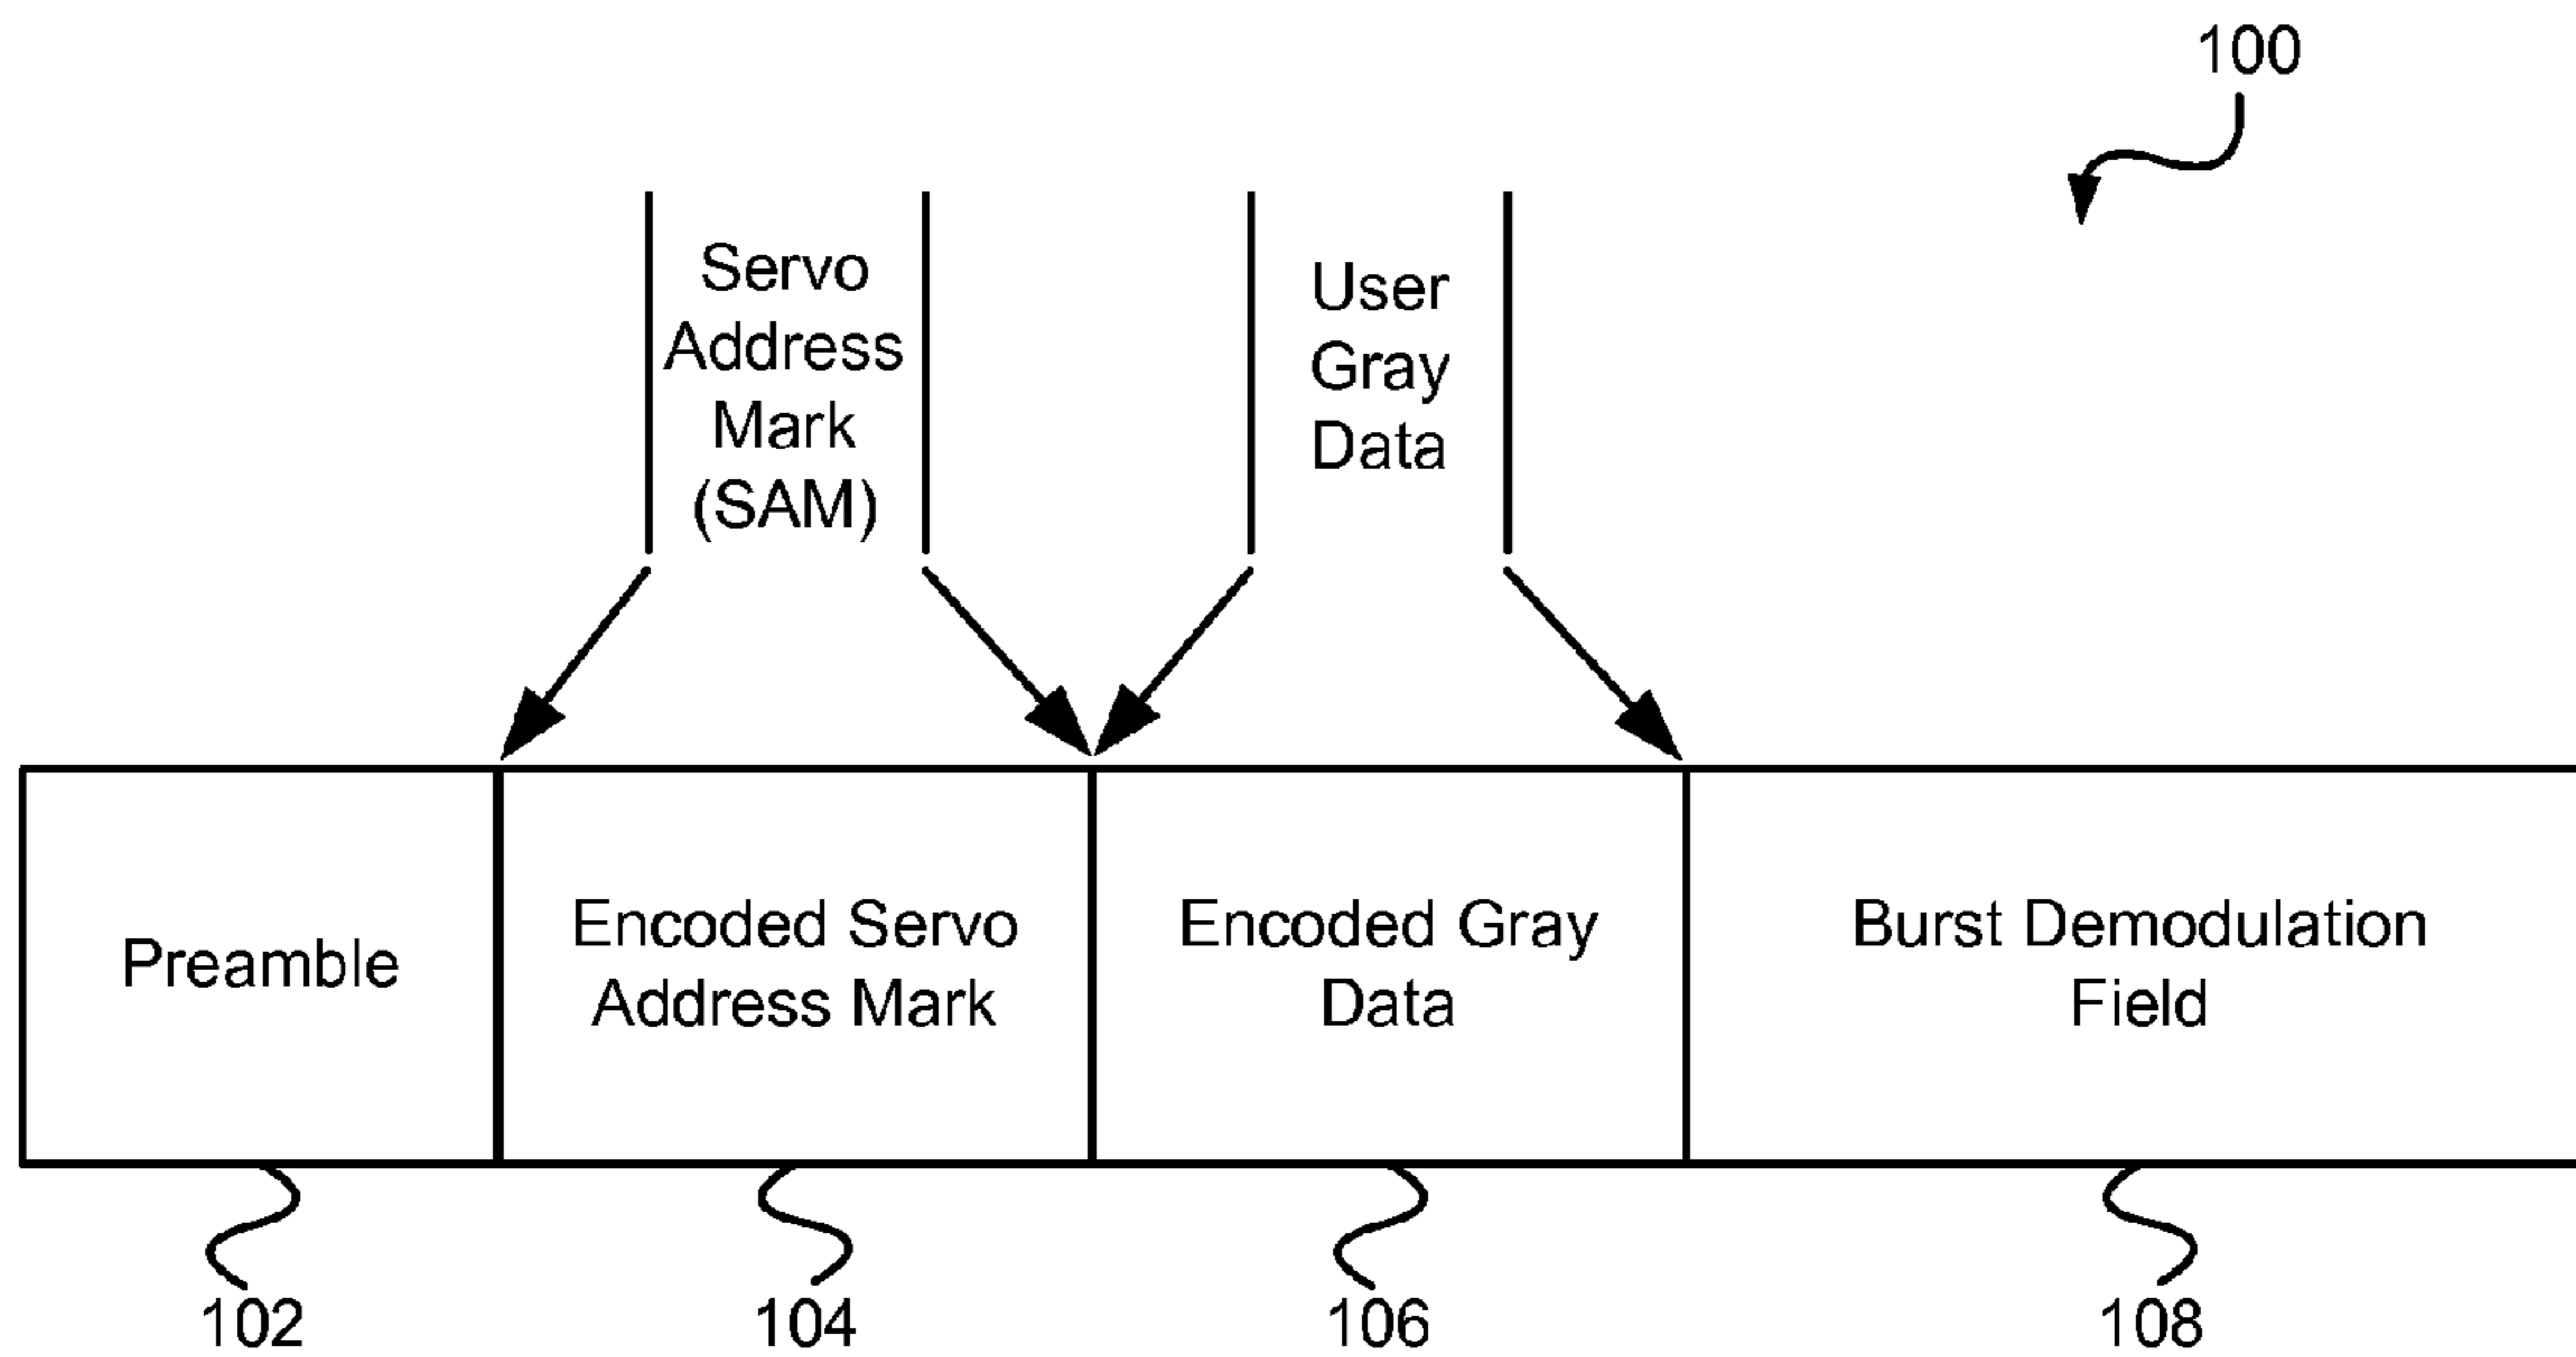 100
Servo
Address
Mark
(SAM)
User
Gray
Data
Preamble
Encoded Servo
Address Mark
Encoded Gray
Data
Burst Demodulation
Field
102
104
106
108